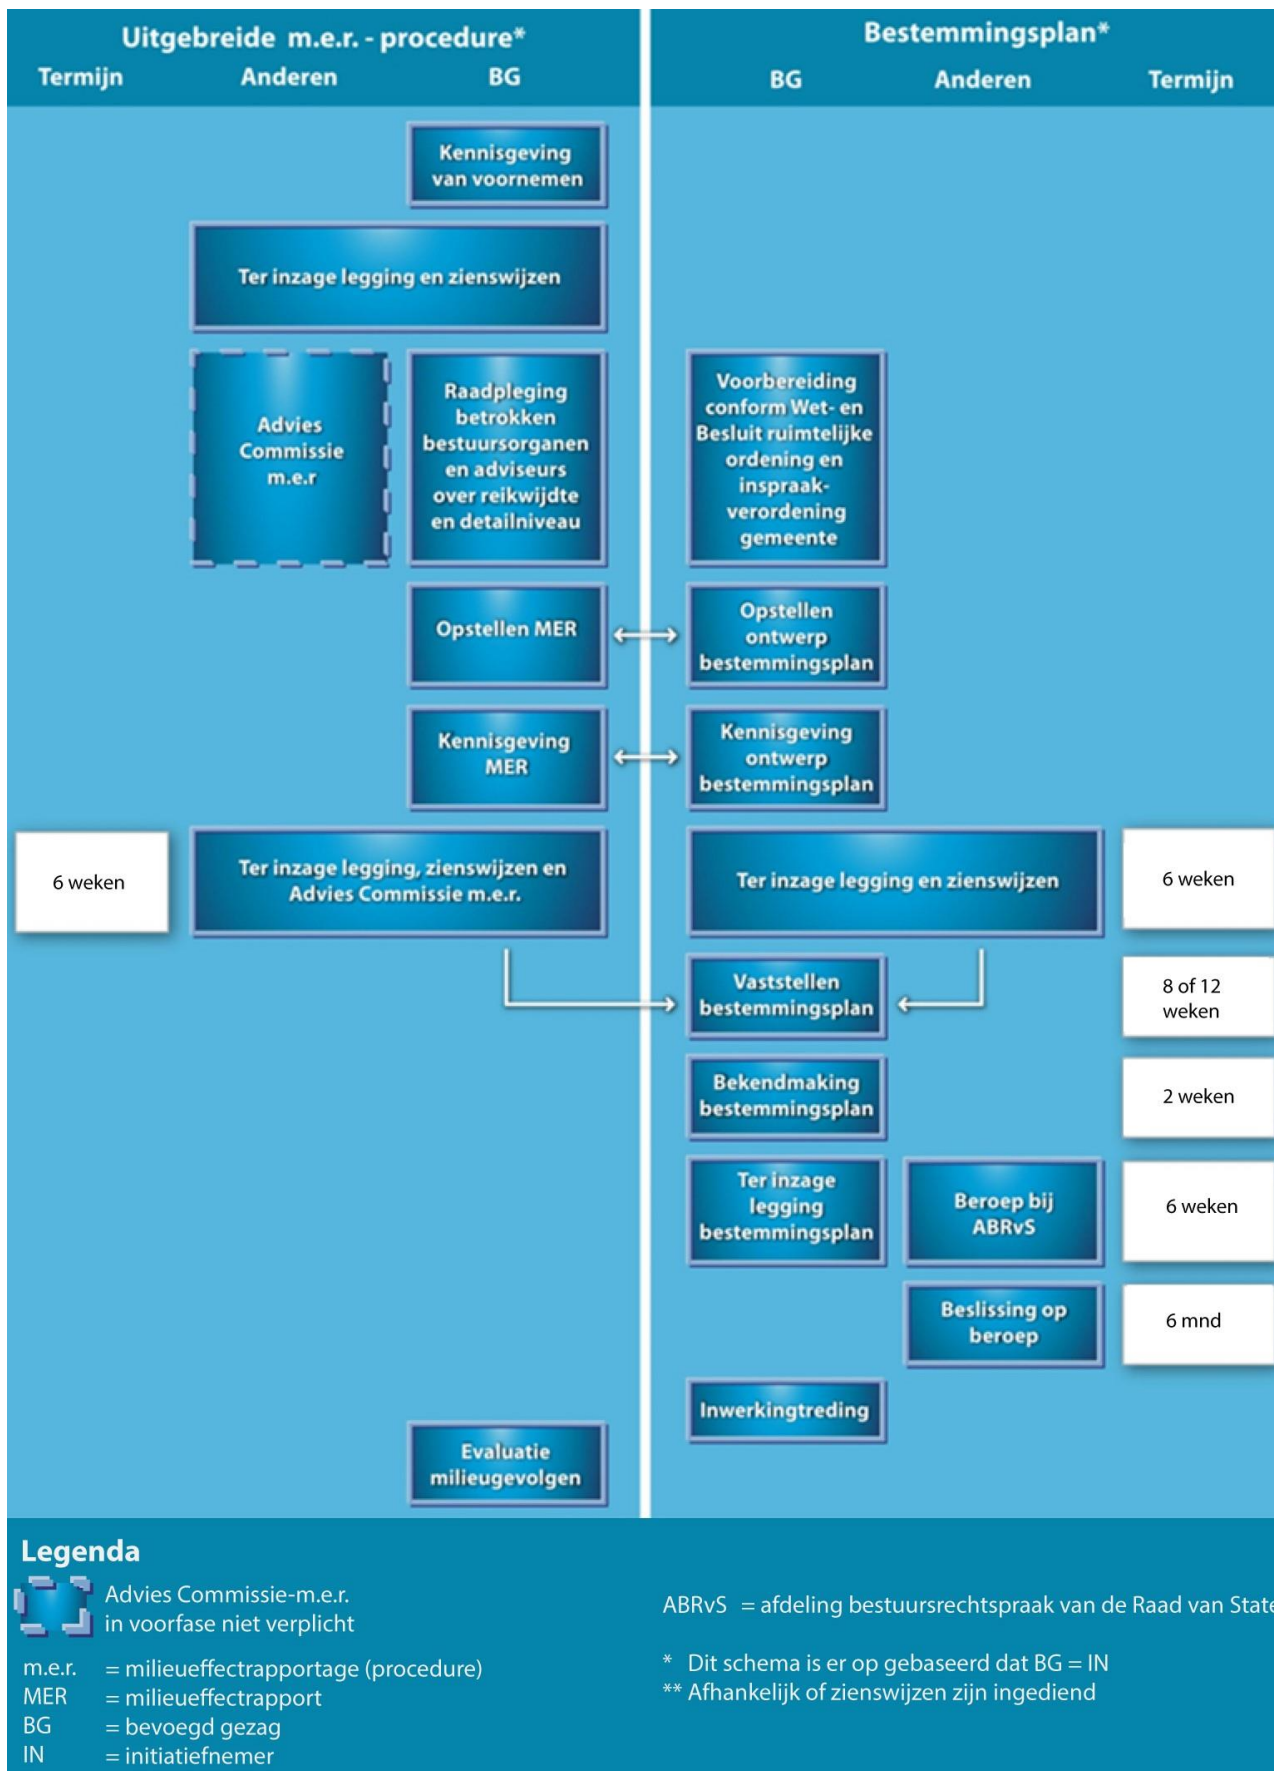 Uitgebreide m.e.r. - procedure*
Termijn
Anderen
BG
Bestemmingsplan*
BG
Anderen
Termijn
Kennisgeving
van voornemen
Ter inzage legging en zienswijzen
Advies
Commissie
m.e.r
Raadpleging
betrokken
bestuursorganen
en adviseurs
over reikwijdte
en detailniveau
Voorbereiding
conform Wet- en
Besluit ruimtelijke
ordening en
inspraak-
verordening
gemeente
Opstellen MER
Opstellen
ontwerp
bestemmingsplan
Kennisgeving
MER
Kennisgeving
ontwerp
bestemmingsplan
6 weken
Ter inzage legging, zienswijzen en
Advies Commissie m.e.r.
Ter inzage legging en zienswijzen
6 weken
Vaststellen
bestemmingsplan
8 of 12
weken
Bekendmaking
bestemmingsplan
2 weken
Ter inzage
legging
bestemmingsplan
Beroep bij
ABRvS
6 weken
Beslissing op
beroep
6 mnd
Inwerkingtreding
Evaluatie
milieugevolgen
Legenda
Advies Commissie-m.e.r.
in voorfase niet verplicht
m.e.r. = milieueffectrapportage (procedure)
MER = milieueffectrapport
BG = bevoegd gezag
IN = initiatiefnemer
ABRvS = afdeling bestuursrechtspraak van de Raad van State
* Dit schema is er op gebaseerd dat BG = IN
** Afhankelijk of zienswijzen zijn ingediend